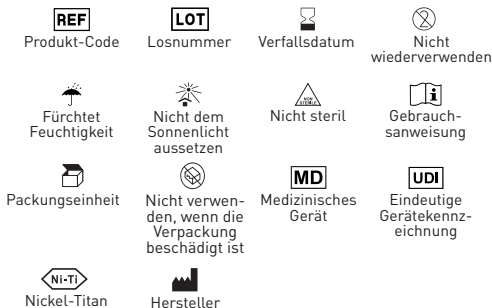 REF
LOT
2
Produkt-Code
Losnummer
Verfallsdatum
Nicht
wiederverwenden
NON
STERILE
i
Fürchtet
Feuchtigkeit
Nicht dem
Sonnenlicht
aussetzen
Nicht steril
Gebrauch-
sanweisung
MD
UDI
Packungseinheit
Nicht verwen-
den, wenn die
Verpackung
beschädigt ist
Medizinisches
Gerät
Eindeutige
Gerätekennz-
eichnung
Ni-Ti
Nickel-Titan
Hersteller